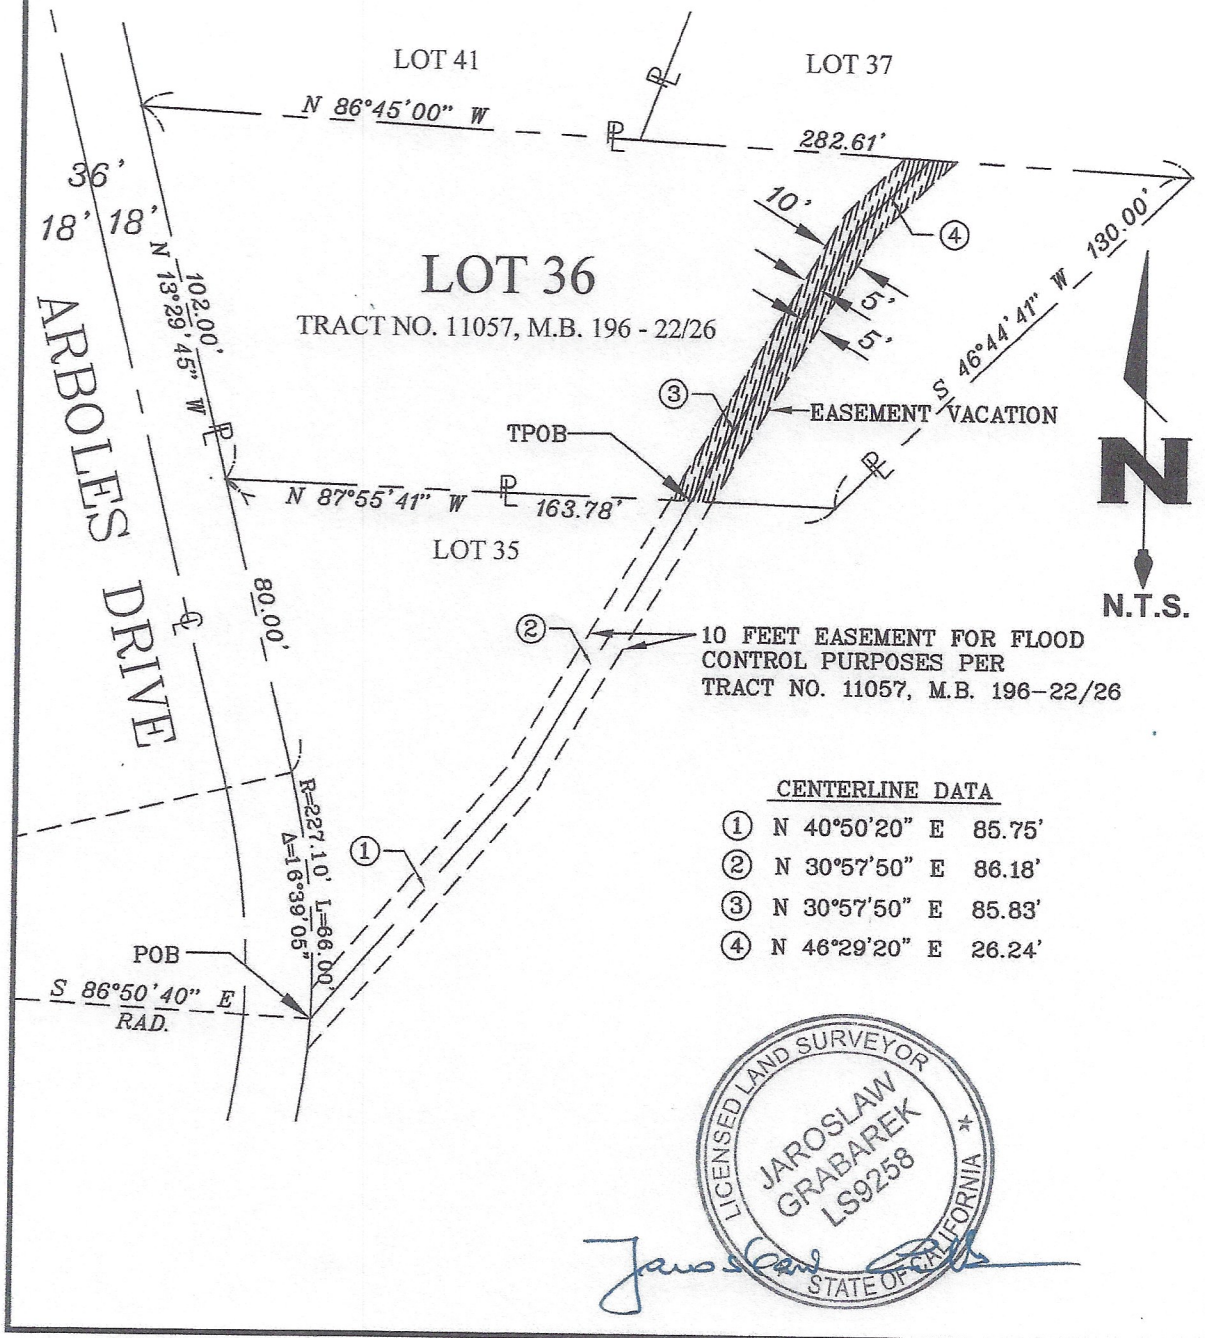 LOT 41
LOT 37
N 86°45'00" W
282.61'
36'
18' 18'
10'
④
N 13°29'45" W
102.00'
LOT 36
TRACT NO. 11057, M.B. 196 - 22/26
5'
5'
S 46°44'41" W 130.00'
ARBOLES DRIVE
③
EASEMENT VACATION
TPOB
N 87°55'41" W 163.78'
LOT 35
N
N.T.S.
80.00'
②
10 FEET EASEMENT FOR FLOOD
CONTROL PURPOSES PER
TRACT NO. 11057, M.B. 196-22/26
CENTERLINE DATA
① N 40°50'20" E 85.75'
② N 30°57'50" E 86.18'
③ N 30°57'50" E 85.83'
④ N 46°29'20" E 26.24'
①
R=227.10' L=66.00'
Δ=16°39'05"
POB
S 86°50'40" E
RAD.
LICENSED LAND SURVEYOR
JAROSLAW
GRABAREK
LS9258
STATE OF CALIFORNIA